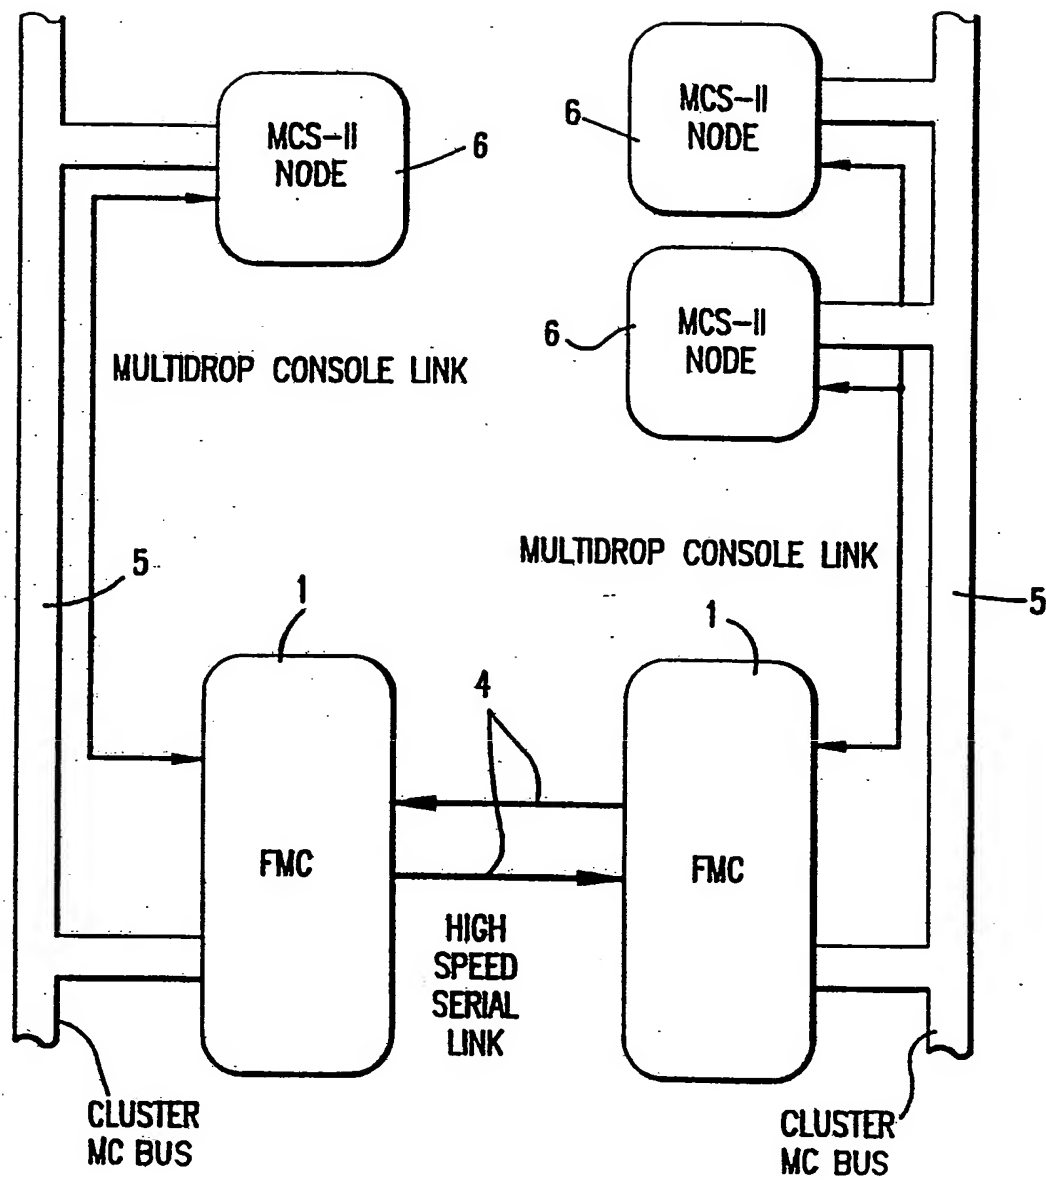 MCS-II
NODE
6
6
MCS-II
NODE
6
MCS-II
NODE
MULTIDROP CONSOLE LINK
MULTIDROP CONSOLE LINK
5
1
1
5
4
FMC
FMC
HIGH
SPEED
SERIAL
LINK
CLUSTER
MC BUS
CLUSTER
MC BUS